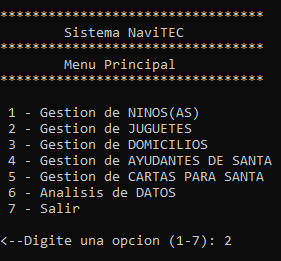 *********************************
Sistema NaviTEC
*********************************
Menu Principal
*********************************
1 - Gestion de NINOS(AS)
2 - Gestion de JUGUETES
3 - Gestion de DOMICILIOS
4 - Gestion de AYUDANTES DE SANTA
5 - Gestion de CARTAS PARA SANTA
6 - Analisis de DATOS
7 - Salir
<--Digite una opcion (1-7): 2